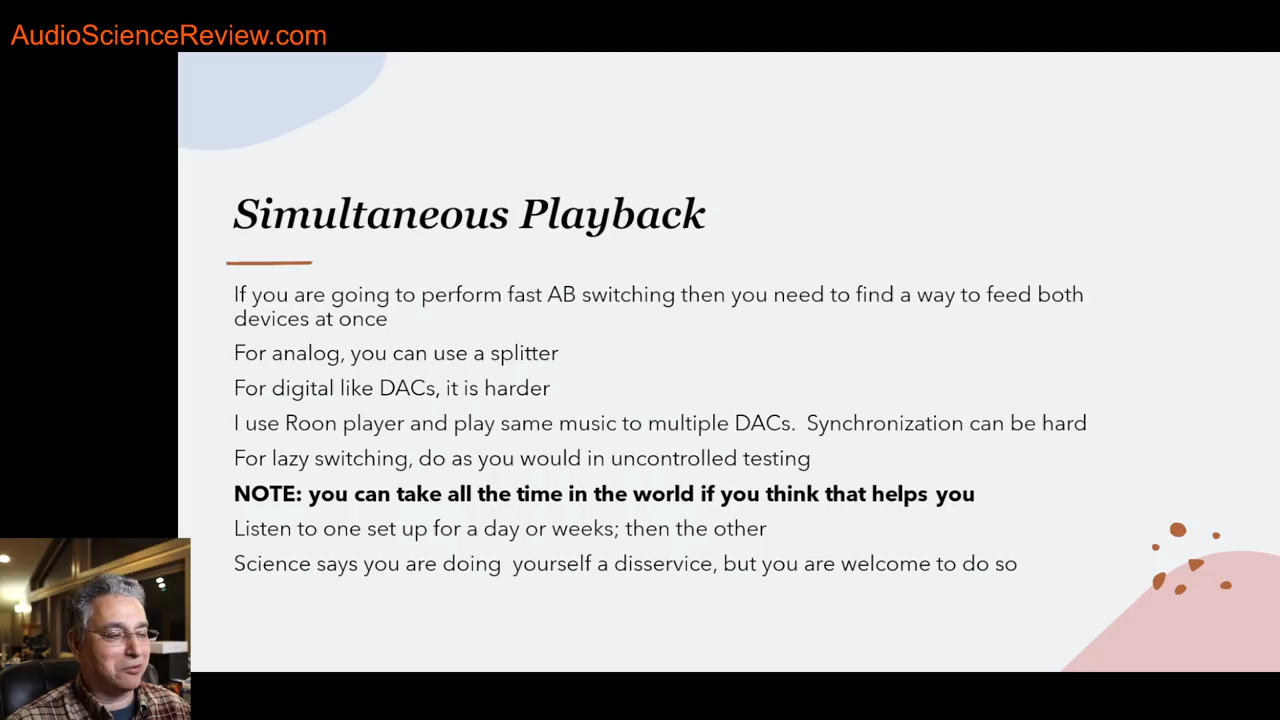 AudioScienceReview.com
Simultaneous Playback
If you are going to perform fast AB switching then you need to find a way to feed both
devices at once
For analog, you can use a splitter
For digital like DACs, it is harder
I use Roon player and play same music to multiple DACs.  Synchronization can be hard
For lazy switching, do as you would in uncontrolled testing
NOTE: you can take all the time in the world if you think that helps you
Listen to one set up for a day or weeks; then the other
Science says you are doing  yourself a disservice, but you are welcome to do so